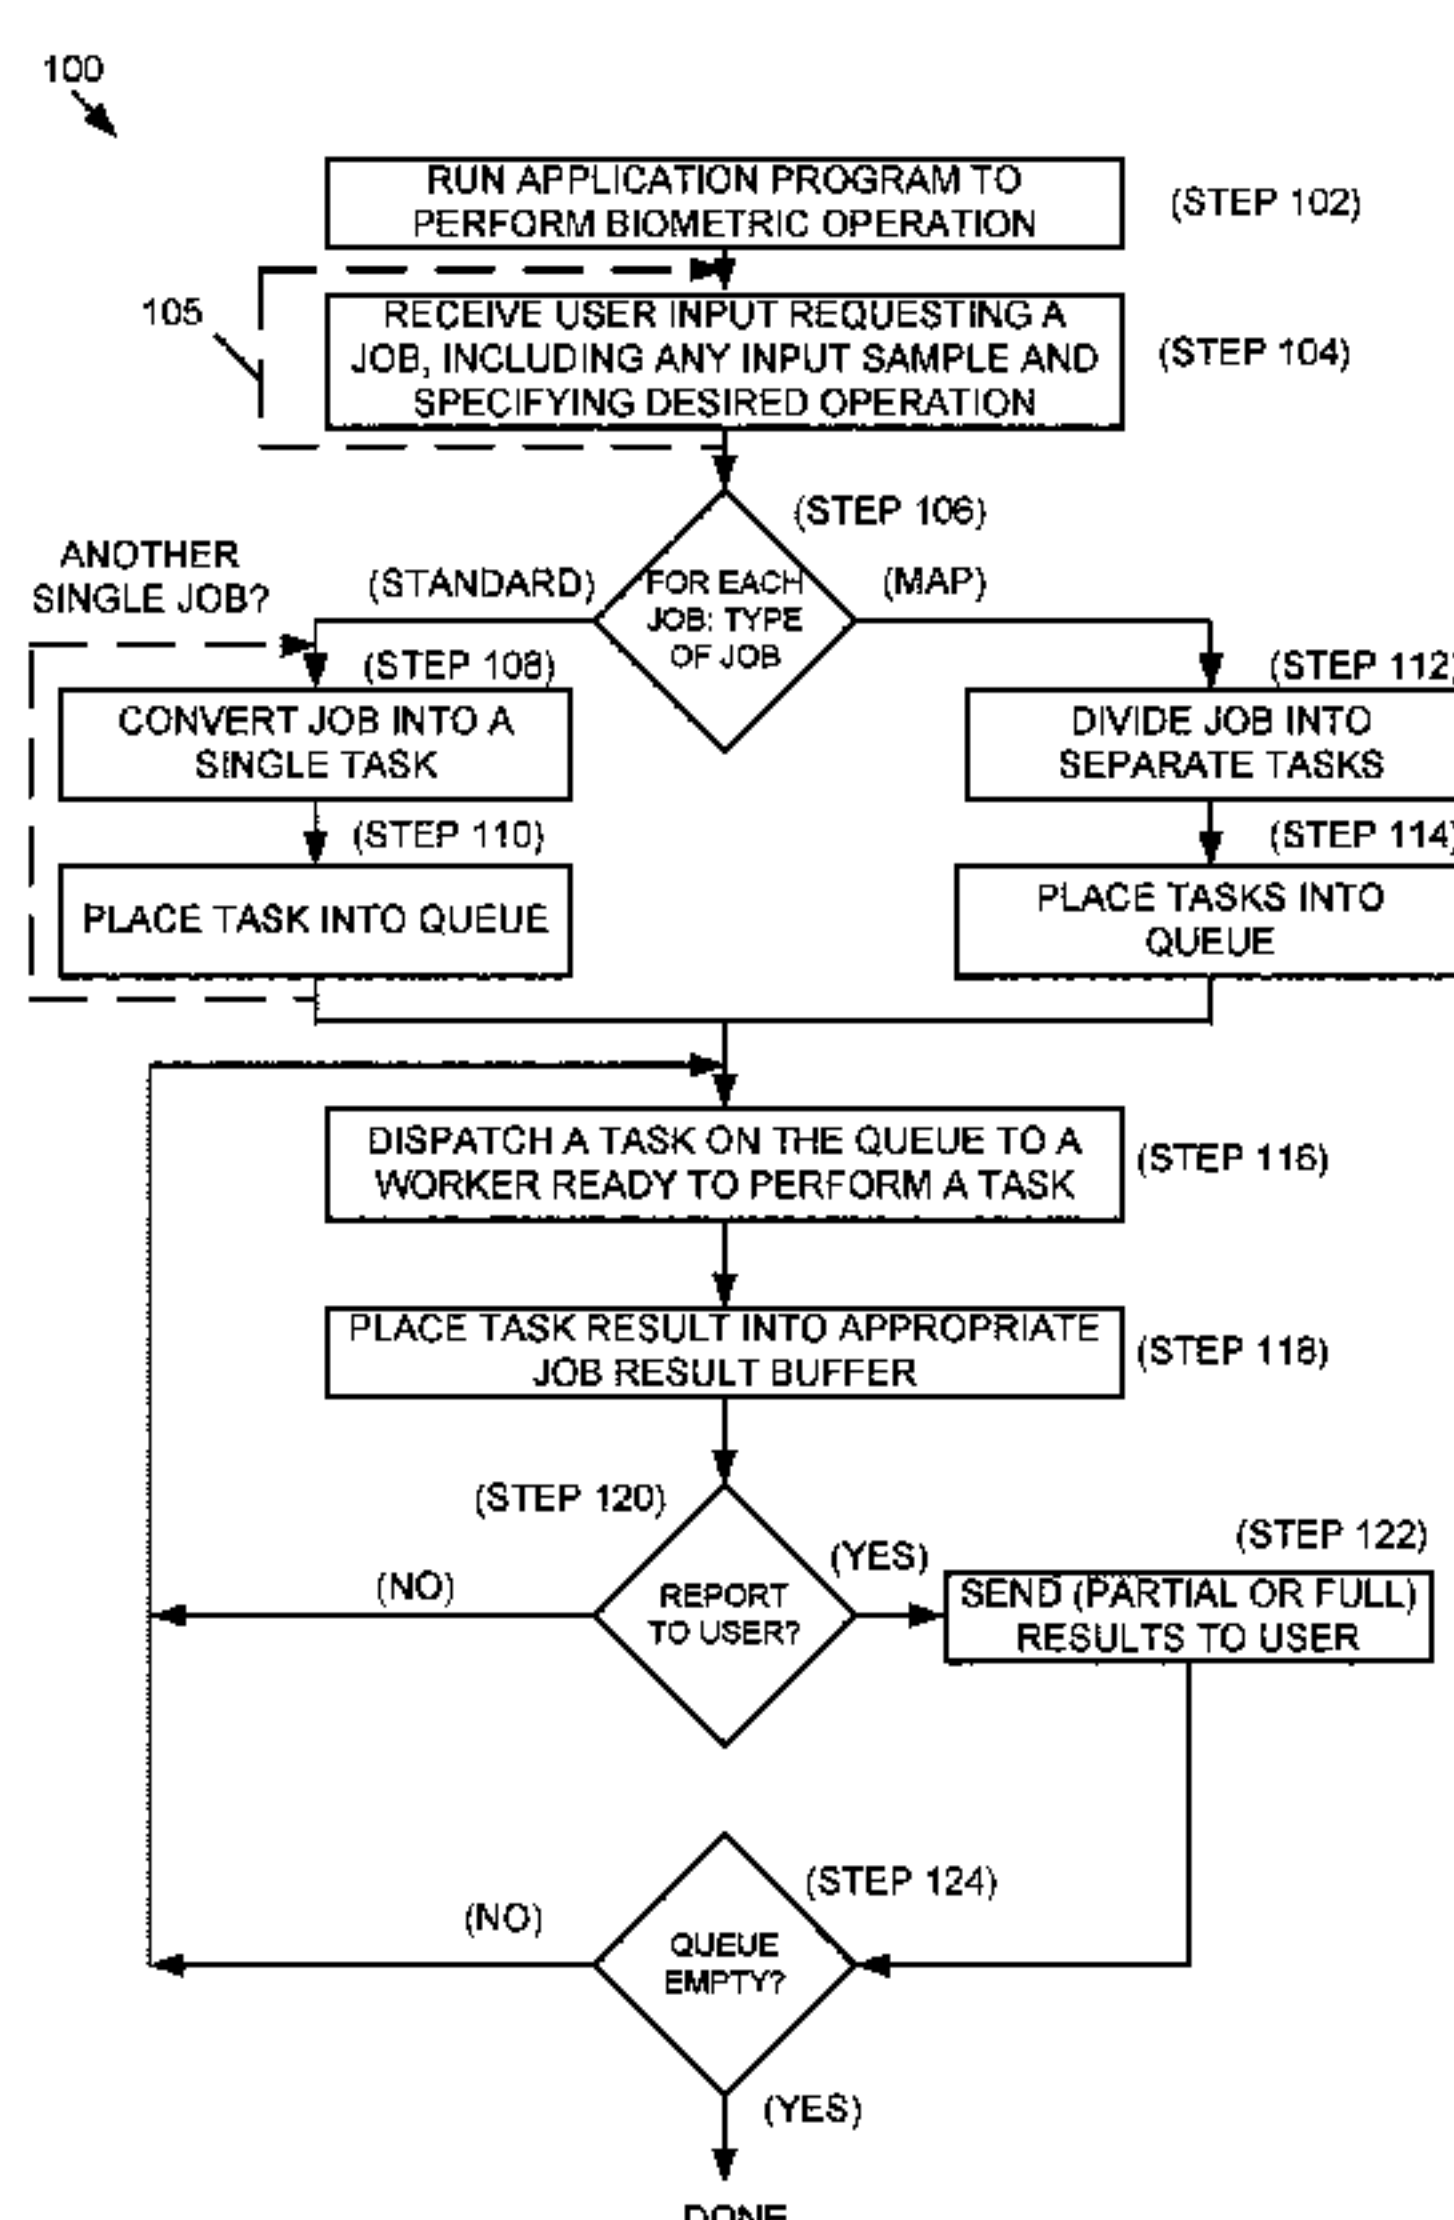 100
RUN APPLICATION PROGRAM TO
PERFORM BIOMETRIC OPERATION
(STEP 102)
105
RECEIVE USER INPUT REQUESTING A
JOB, INCLUDING ANY INPUT SAMPLE AND
SPECIFYING DESIRED OPERATION
(STEP 104)
(STEP 106)
FOR EACH
JOB: TYPE
OF JOB
(STANDARD)
(MAP)
ANOTHER
SINGLE JOB?
(STEP 108)
CONVERT JOB INTO A
SINGLE TASK
(STEP 110)
PLACE TASK INTO QUEUE
(STEP 112)
DIVIDE JOB INTO
SEPARATE TASKS
(STEP 114)
PLACE TASKS INTO
QUEUE
DISPATCH A TASK ON THE QUEUE TO A
WORKER READY TO PERFORM A TASK
(STEP 116)
PLACE TASK RESULT INTO APPROPRIATE
JOB RESULT BUFFER
(STEP 118)
(STEP 120)
REPORT
TO USER?
(NO)
(YES)
(STEP 122)
SEND (PARTIAL OR FULL)
RESULTS TO USER
(STEP 124)
QUEUE
EMPTY?
(NO)
(YES)
DONE